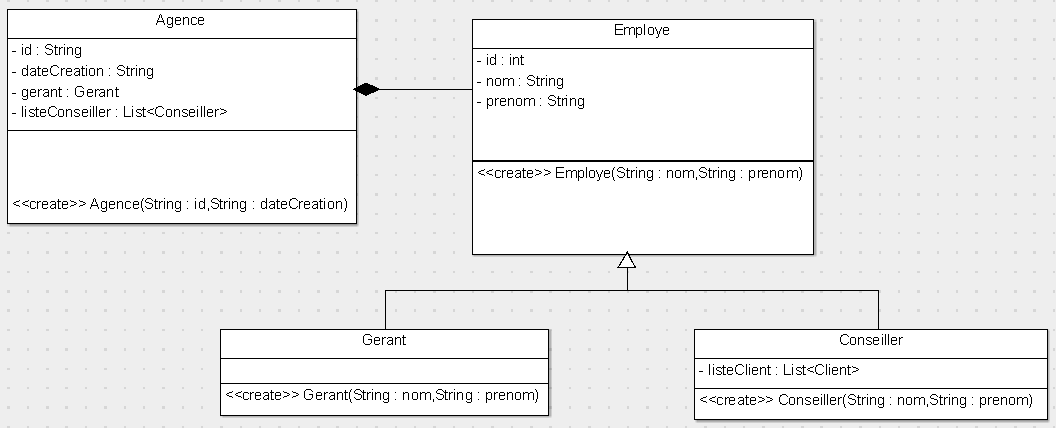 Agence
- id : String
- dateCreation : String
- gerant : Gerant
- listeConseiller : List<Conseiller>
<<create>> Agence(String : id,String : dateCreation)
Employe
- id : int
- nom : String
- prenom : String
<<create>> Employe(String : nom,String : prenom)
Gerant
<<create>> Gerant(String : nom,String : prenom)
Conseiller
- listeClient : List<Client>
<<create>> Conseiller(String : nom,String : prenom)